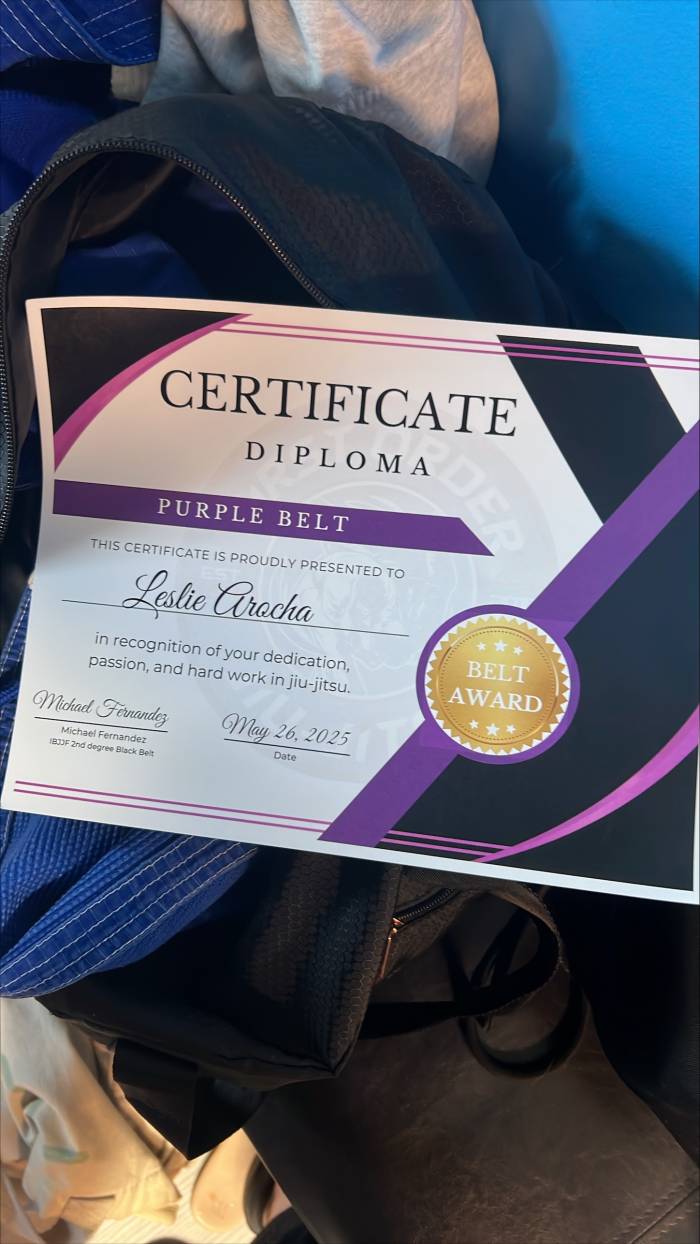 CERTIFICATE
DIPLOMA
PURPLE BELT
THIS CERTIFICATE IS PROUDLY PRESENTED TO
Leslie Arocha
in recognition of your dedication,
passion, and hard work in jiu-jitsu.
Michael Fernandez
Michael Fernandez
IBJJF 2nd degree Black Belt
May 26, 2025
Date
BELT
AWARD
ORDER
EST